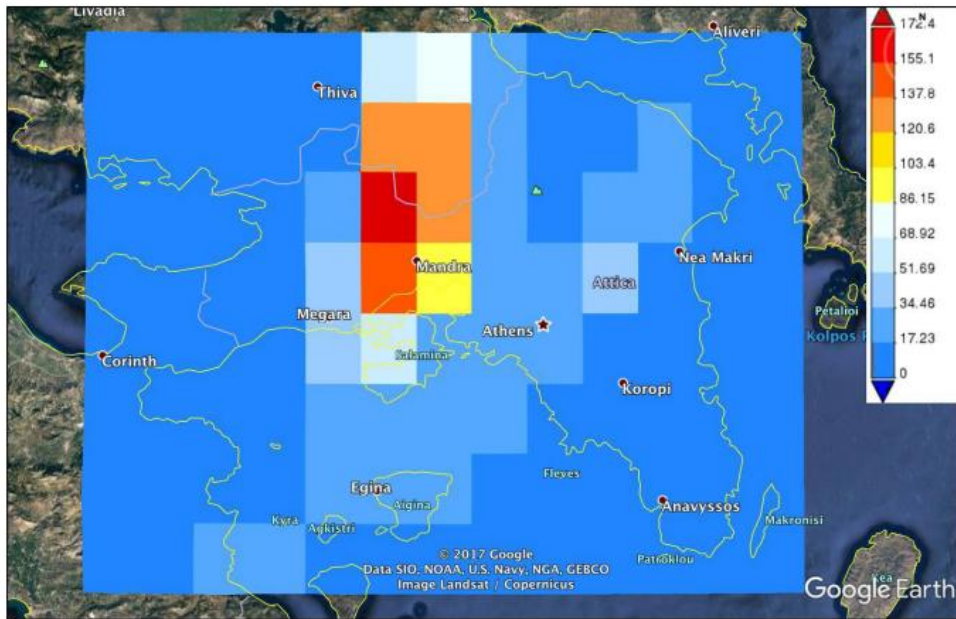 Livadia
Aliveri
172.4
N
155.1
137.8
120.6
103.4
86.15
68.92
51.69
34.46
17.23
0
Thiva
Mandra
Nea Makri
Attica
Megara
Athens
Petalioi
Kolpos
Salamina
Corinth
Koropi
Fleves
Egina
Aigina
Anavyssos
Kyra
Agkistri
Makronisi
Patroklou
Kea
© 2017 Google
Data SIO, NOAA, U.S. Navy, NGA, GEBCO
Image Landsat / Copernicus
Google Earth